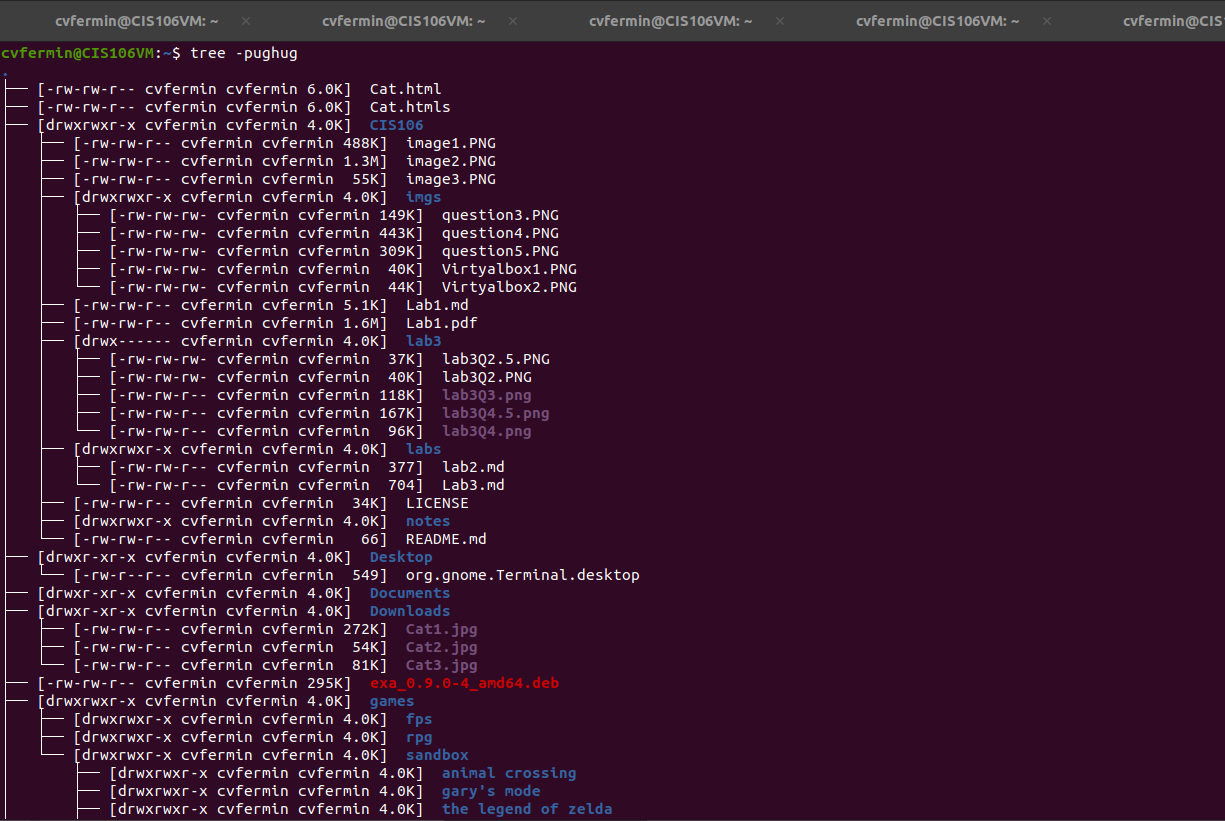 cvfermin@CIS106VM: ~ × cvfermin@CIS106VM: ~ × cvfermin@CIS106VM: ~ × cvfermin@CIS106VM: ~ × cvfermin@CIS
cvfermin@CIS106VM:~$ tree -pughug
.
├── [-rw-rw-r-- cvfermin cvfermin 6.0K]  Cat.html
├── [-rw-rw-r-- cvfermin cvfermin 6.0K]  Cat.htmls
├── [drwxrwxr-x cvfermin cvfermin 4.0K]  CIS106
│   ├── [-rw-rw-r-- cvfermin cvfermin 488K]  image1.PNG
│   ├── [-rw-rw-r-- cvfermin cvfermin 1.3M]  image2.PNG
│   ├── [-rw-rw-r-- cvfermin cvfermin  55K]  image3.PNG
│   ├── [drwxrwxr-x cvfermin cvfermin 4.0K]  imgs
│   │   ├── [-rw-rw-rw- cvfermin cvfermin 149K]  question3.PNG
│   │   ├── [-rw-rw-rw- cvfermin cvfermin 443K]  question4.PNG
│   │   ├── [-rw-rw-rw- cvfermin cvfermin 309K]  question5.PNG
│   │   ├── [-rw-rw-rw- cvfermin cvfermin  40K]  Virtyalbox1.PNG
│   │   └── [-rw-rw-rw- cvfermin cvfermin  44K]  Virtyalbox2.PNG
│   ├── [-rw-rw-r-- cvfermin cvfermin 5.1K]  Lab1.md
│   ├── [-rw-rw-r-- cvfermin cvfermin 1.6M]  Lab1.pdf
│   ├── [drwx------ cvfermin cvfermin 4.0K]  lab3
│   │   ├── [-rw-rw-rw- cvfermin cvfermin  37K]  lab3Q2.5.PNG
│   │   ├── [-rw-rw-rw- cvfermin cvfermin  40K]  lab3Q2.PNG
│   │   ├── [-rw-rw-r-- cvfermin cvfermin 118K]  lab3Q3.png
│   │   ├── [-rw-rw-r-- cvfermin cvfermin 167K]  lab3Q4.5.png
│   │   └── [-rw-rw-r-- cvfermin cvfermin  96K]  lab3Q4.png
│   ├── [drwxrwxr-x cvfermin cvfermin 4.0K]  labs
│   │   ├── [-rw-rw-r-- cvfermin cvfermin  377]  lab2.md
│   │   └── [-rw-rw-r-- cvfermin cvfermin  704]  Lab3.md
│   ├── [-rw-rw-r-- cvfermin cvfermin  34K]  LICENSE
│   ├── [drwxrwxr-x cvfermin cvfermin 4.0K]  notes
│   └── [-rw-rw-r-- cvfermin cvfermin   66]  README.md
├── [drwxr-xr-x cvfermin cvfermin 4.0K]  Desktop
│   └── [-rw-r--r-- cvfermin cvfermin  549]  org.gnome.Terminal.desktop
├── [drwxr-xr-x cvfermin cvfermin 4.0K]  Documents
├── [drwxr-xr-x cvfermin cvfermin 4.0K]  Downloads
│   ├── [-rw-rw-r-- cvfermin cvfermin 272K]  Cat1.jpg
│   ├── [-rw-rw-r-- cvfermin cvfermin  54K]  Cat2.jpg
│   └── [-rw-rw-r-- cvfermin cvfermin  81K]  Cat3.jpg
├── [-rw-rw-r-- cvfermin cvfermin 295K]  exa_0.9.0-4_amd64.deb
├── [drwxrwxr-x cvfermin cvfermin 4.0K]  games
│   ├── [drwxrwxr-x cvfermin cvfermin 4.0K]  fps
│   ├── [drwxrwxr-x cvfermin cvfermin 4.0K]  rpg
│   └── [drwxrwxr-x cvfermin cvfermin 4.0K]  sandbox
│       ├── [drwxrwxr-x cvfermin cvfermin 4.0K]  animal crossing
│       ├── [drwxrwxr-x cvfermin cvfermin 4.0K]  gary's mode
│       ├── [drwxrwxr-x cvfermin cvfermin 4.0K]  the legend of zelda